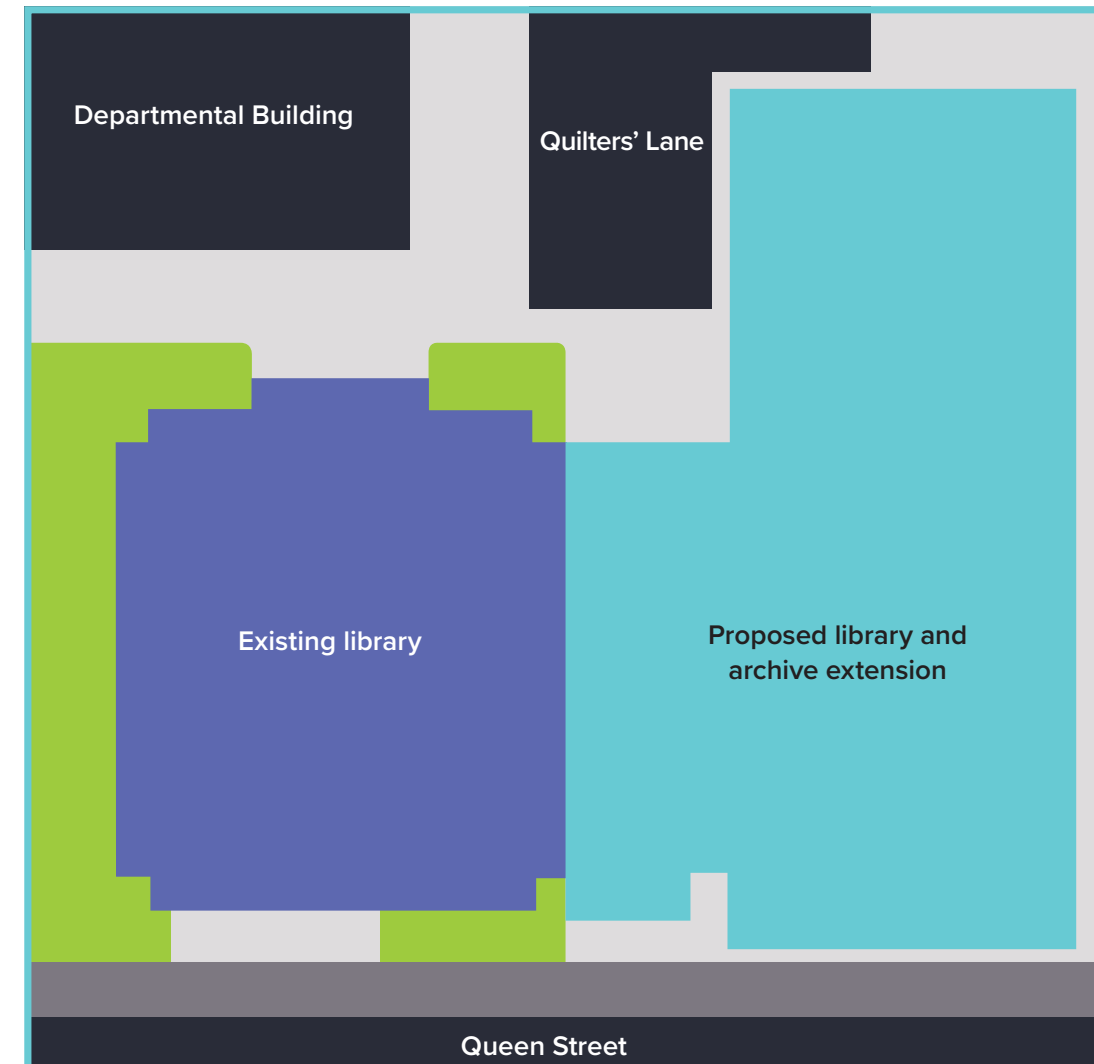 Departmental Building
Quilters’ Lane
Existing library
Proposed library and
archive extension
Queen Street